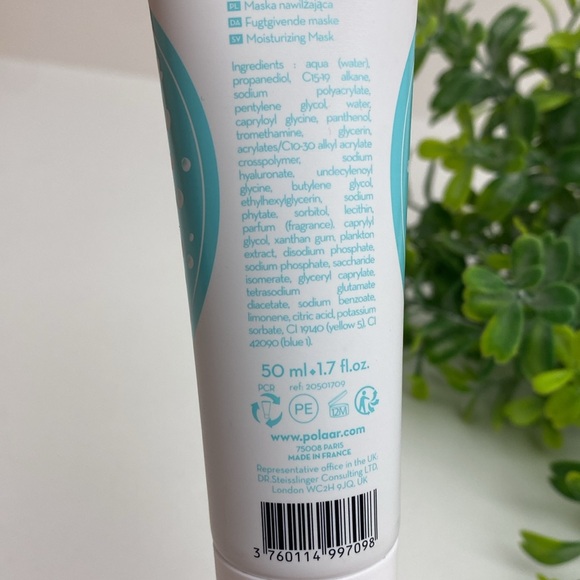 PL Maska nawilżająca
DA Fugtgivende maske
SV Moisturizing Mask
Ingredients : aqua (water),
propanediol, C15-19 alkane,
sodium polyacrylate,
pentylene glycol, water,
capryloyl glycine, panthenol,
tromethamine, glycerin,
acrylates/C10-30 alkyl acrylate
crosspolymer, sodium
hyaluronate, undecylenoyl
glycine, butylene glycol,
ethylhexylglycerin, sodium
phytate, sorbitol, lecithin,
parfum (fragrance), caprylyl
glycol, xanthan gum, plankton
extract, disodium phosphate,
sodium phosphate, saccharide
isomerate, glyceryl caprylate,
tetrasodium glutamate
diacetate, sodium benzoate,
limonene, citric acid, potassium
sorbate, CI 19140 (yellow 5), CI
42090 (blue 1).
50 ml • 1.7 fl.oz.
PCR ref: 20501709
PE 12M
www.polaar.com
75008 PARIS
MADE IN FRANCE
Representative office in the UK:
DR Steisslinger Consulting LTD,
London WC2H 9JQ, UK
3 760114 997098